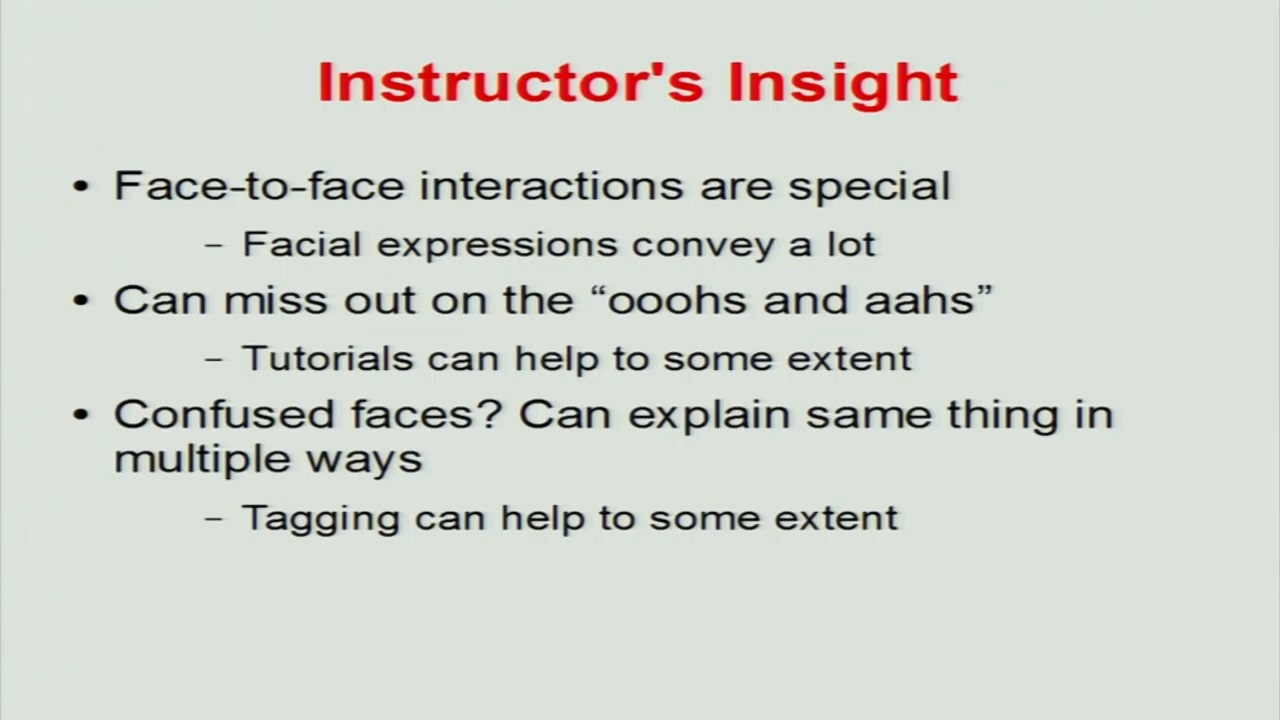 Instructor's Insight
• Face-to-face interactions are special
– Facial expressions convey a lot
• Can miss out on the “ooohs and aahs”
– Tutorials can help to some extent
• Confused faces? Can explain same thing in
multiple ways
– Tagging can help to some extent